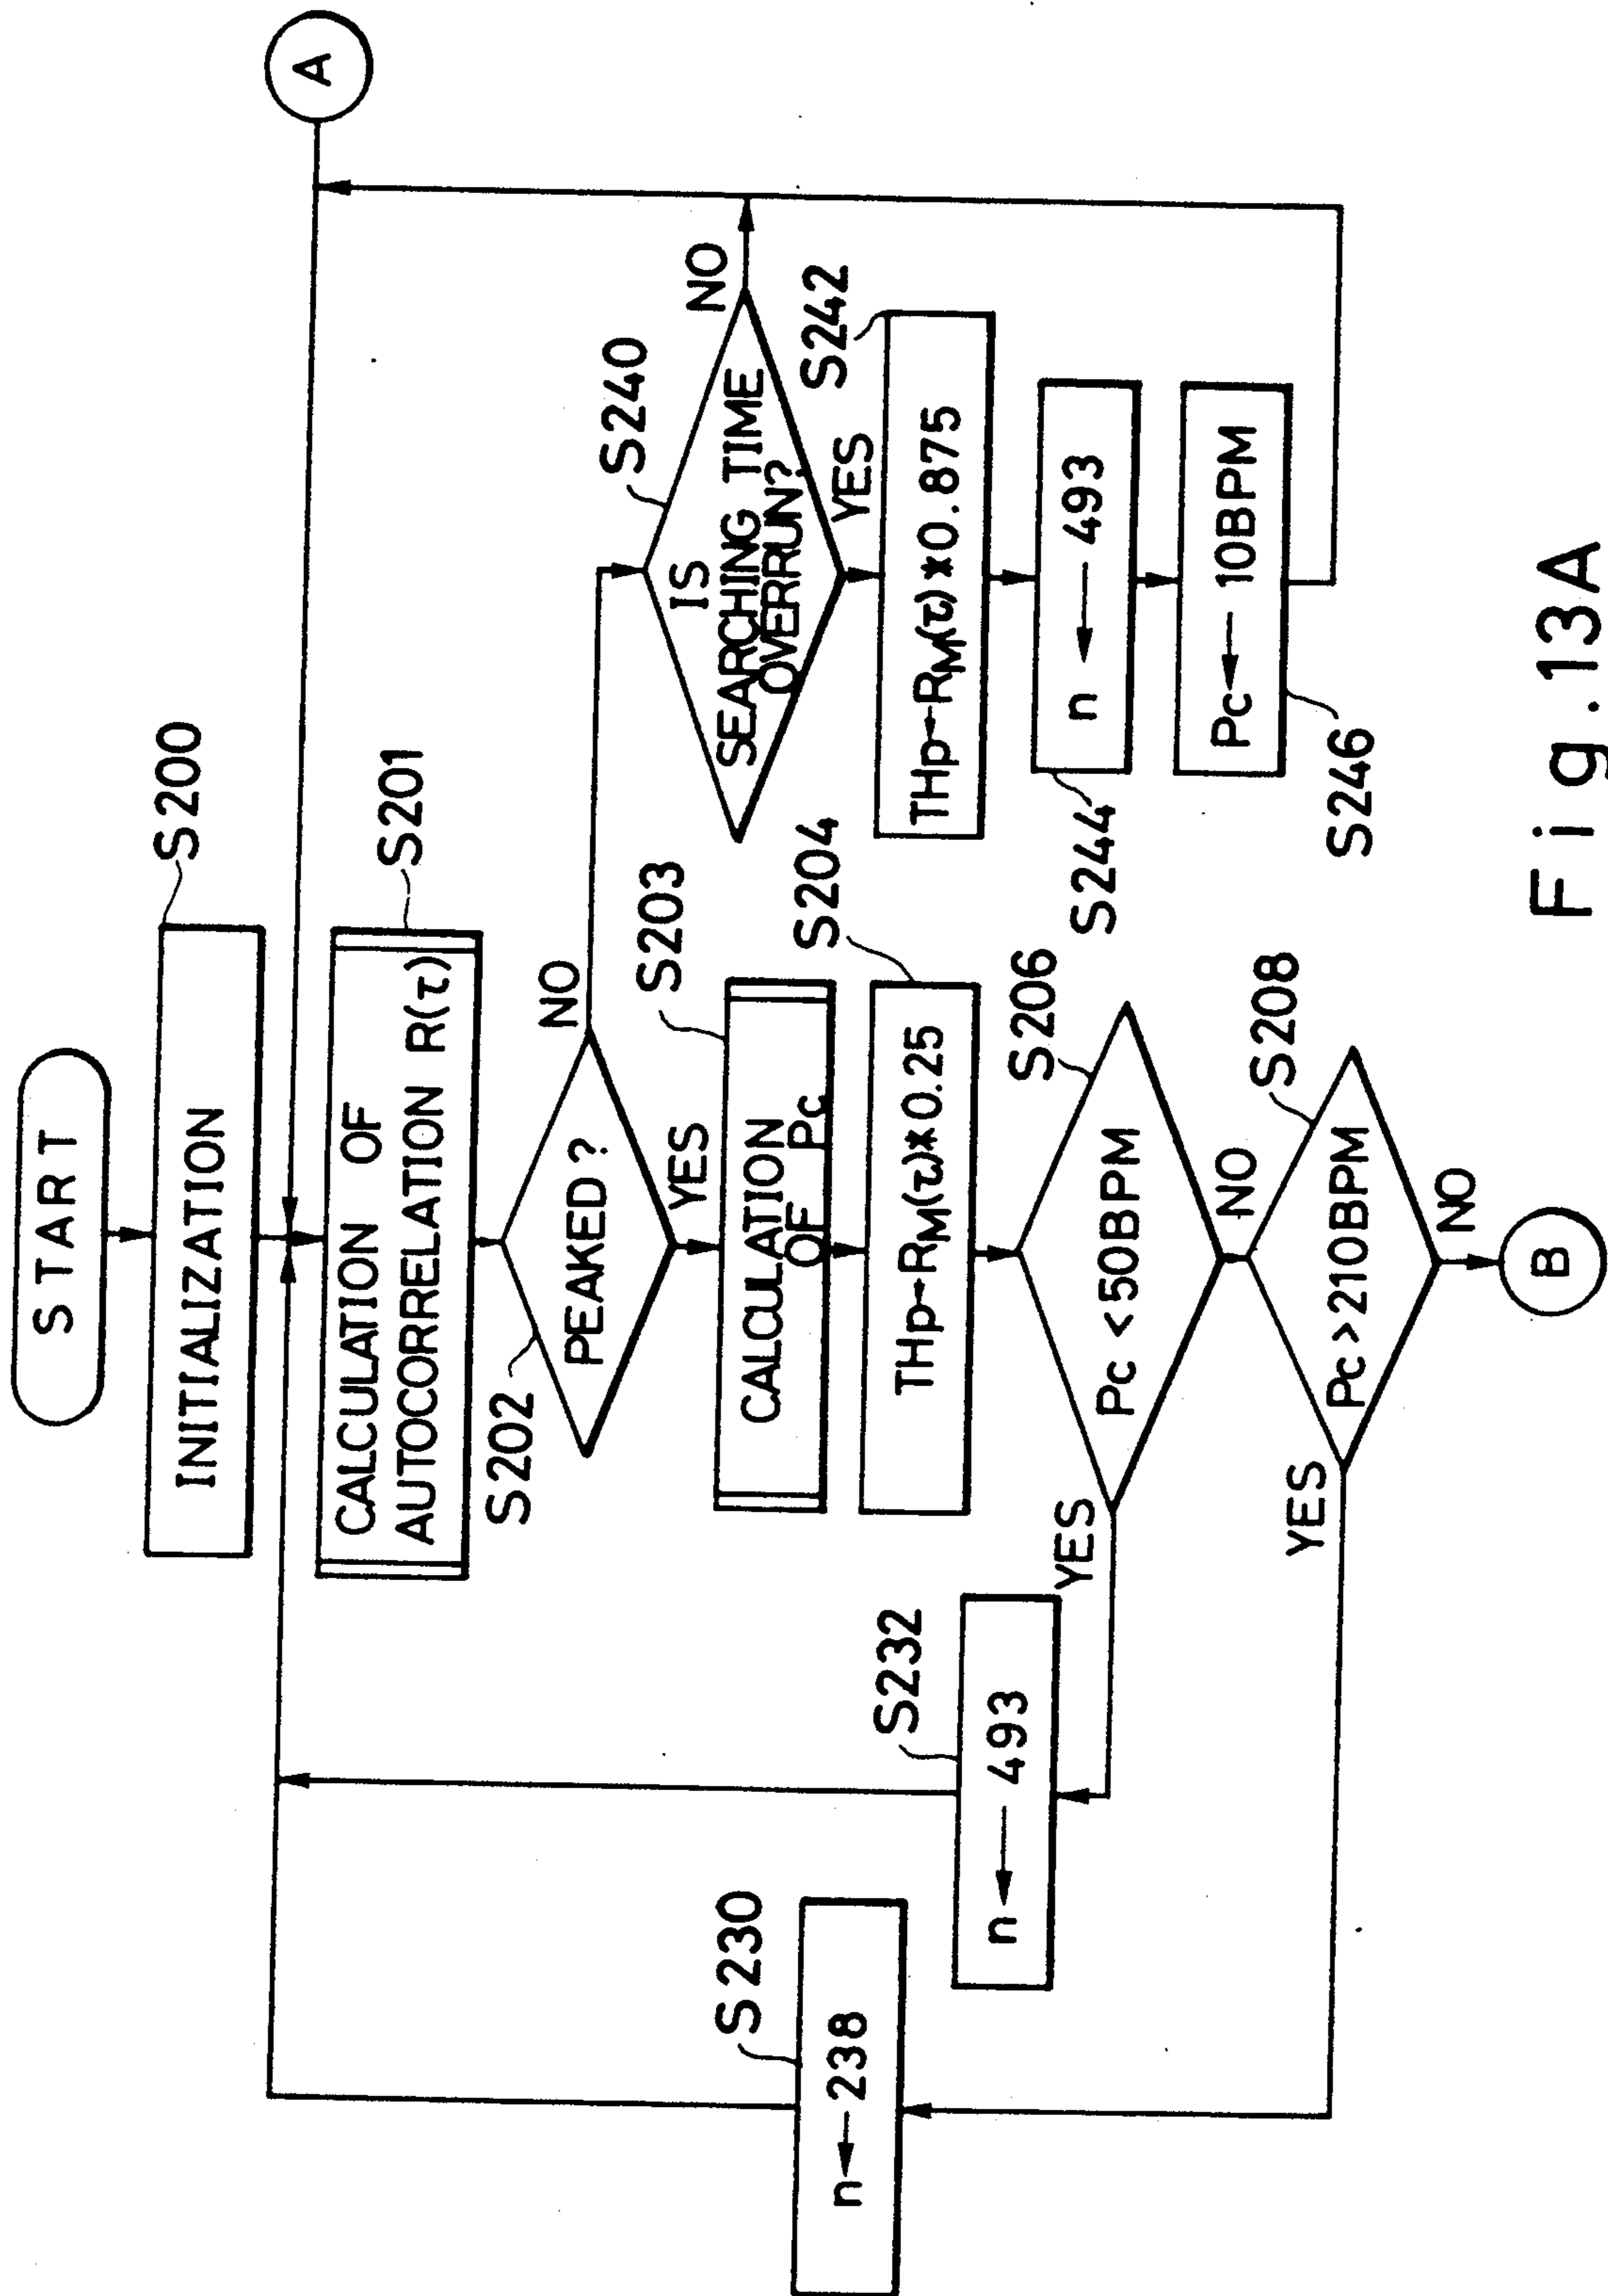 START
S200
INITIALIZATION
A
S201
CALCULATION OF
AUTOCORRELATION R(τ)
S202
PEAKED?
NO
YES
S240
IS
SEARCHING TIME
OVERRUN?
NO
YES
S203
CALCULATION
OF Pc
S242
THp←RM(τ)*0.875
S204
THp←RM(τ)*0.25
S244
n ← 493
S246
Pc ← 10BPM
S206
Pc < 50BPM
YES
NO
S232
n ← 493
S230
n ← 238
S208
Pc > 210BPM
YES
NO
B
Fig.13A